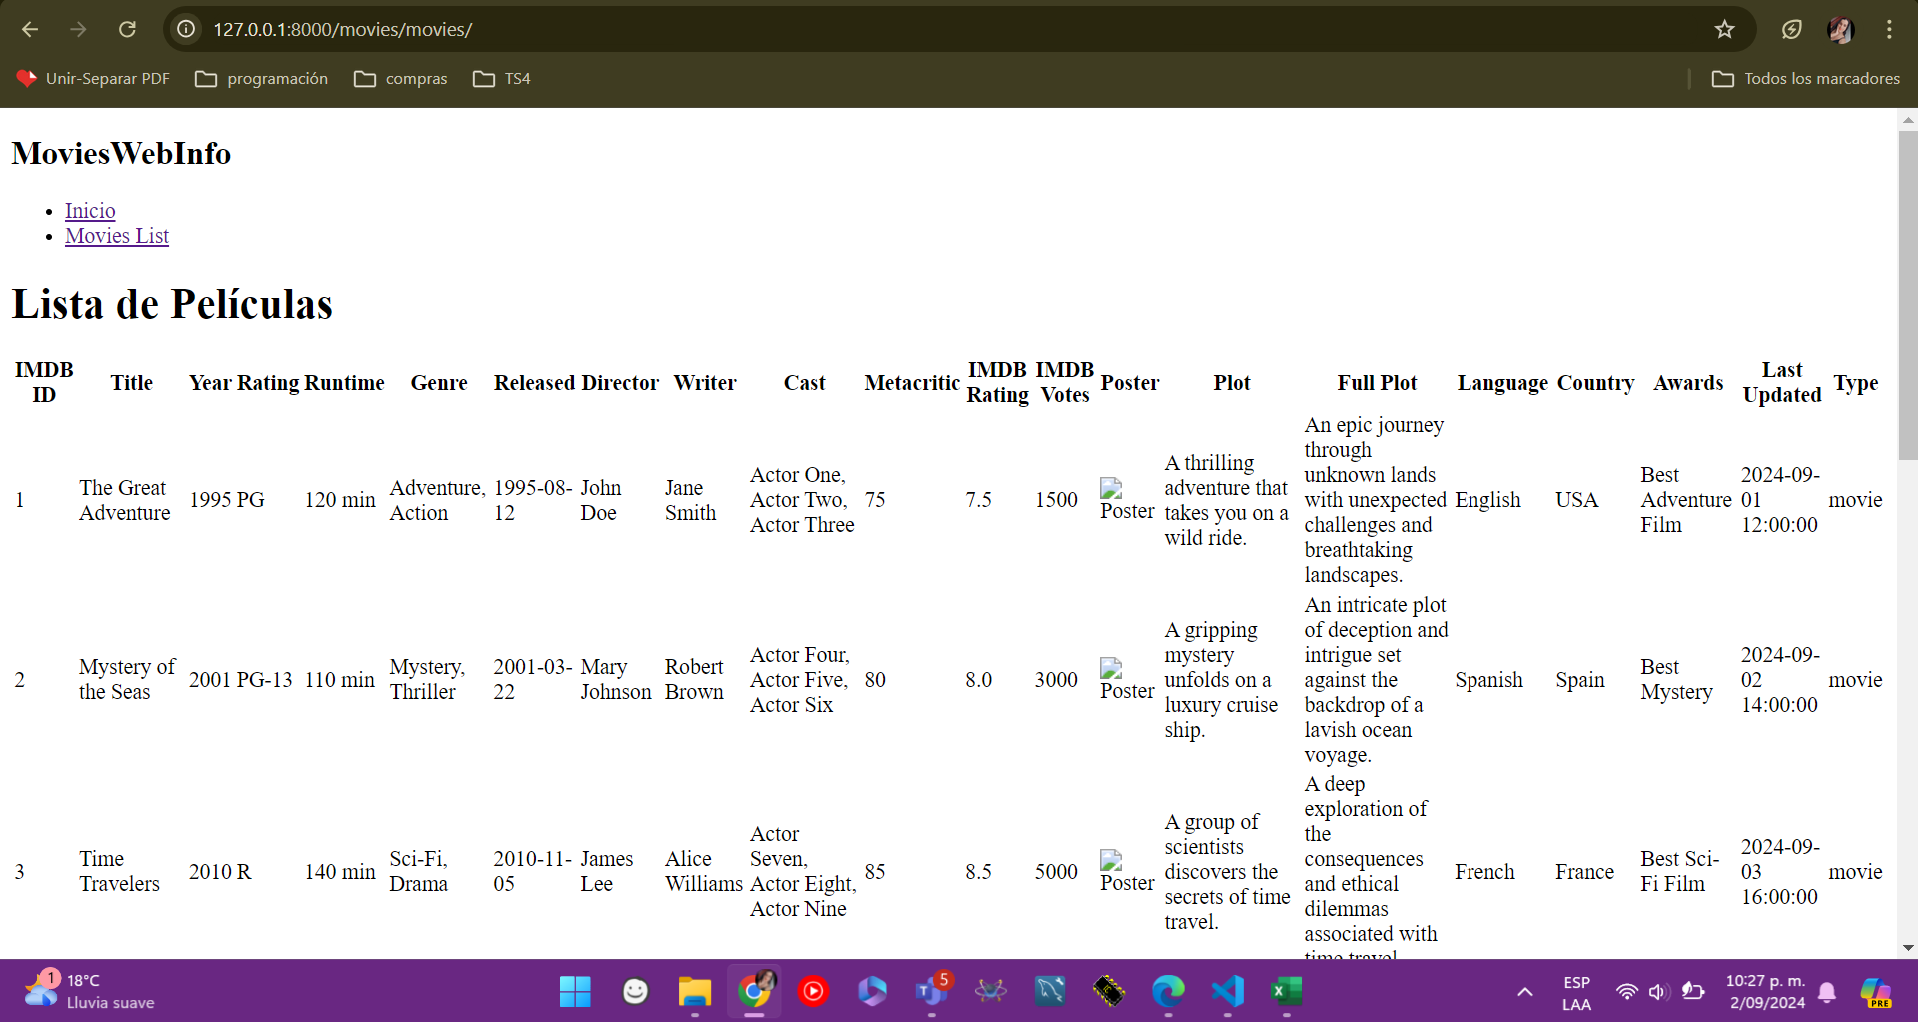 127.0.0.1:8000/movies/movies/
Unir-Separar PDF programación compras TS4 Todos los marcadores
MoviesWebInfo
Inicio
Movies List
Lista de Películas
IMDB ID Title Year Rating Runtime Genre Released Director Writer Cast Metacritic IMDB Rating IMDB Votes Poster Plot Full Plot Language Country Awards Last Updated Type
1 The Great Adventure 1995 PG 120 min Adventure, Action 1995-08-12 John Doe Jane Smith Actor One, Actor Two, Actor Three 75 7.5 1500 Poster A thrilling adventure that takes you on a wild ride. An epic journey through unknown lands with unexpected challenges and breathtaking landscapes. English USA Best Adventure Film 2024-09-01 12:00:00 movie
2 Mystery of the Seas 2001 PG-13 110 min Mystery, Thriller 2001-03-22 Mary Johnson Robert Brown Actor Four, Actor Five, Actor Six 80 8.0 3000 Poster A gripping mystery unfolds on a luxury cruise ship. An intricate plot of deception and intrigue set against the backdrop of a lavish ocean voyage. Spanish Spain Best Mystery 2024-09-02 14:00:00 movie
3 Time Travelers 2010 R 140 min Sci-Fi, Drama 2010-11-05 James Lee Alice Williams Actor Seven, Actor Eight, Actor Nine 85 8.5 5000 Poster A group of scientists discovers the secrets of time travel. A deep exploration of the consequences and ethical dilemmas associated with time travel French France Best Sci-Fi Film 2024-09-03 16:00:00 movie
1 18°C
Lluvia suave
5
ESP
LAA
10:27 p. m.
2/09/2024
PRE